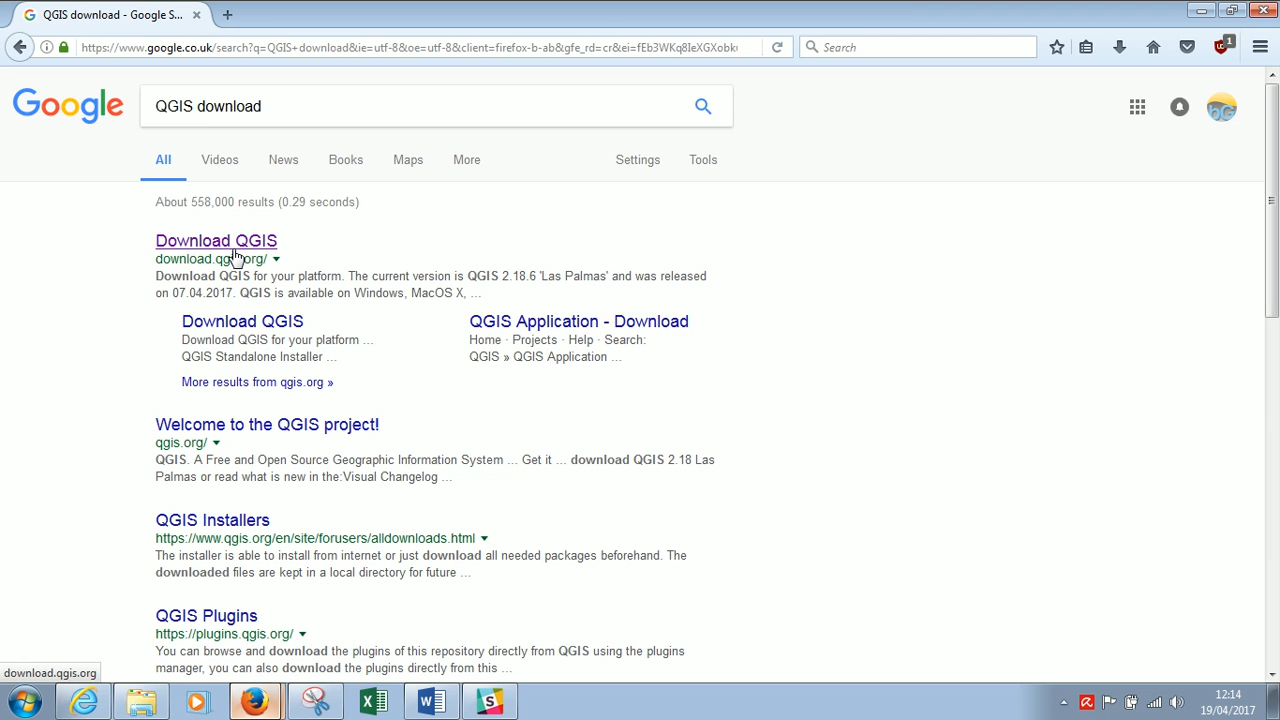 QGIS download - Google S...
https://www.google.co.uk/search?q=QGIS+download&ie=utf-8&oe=utf-8&client=firefox-b-ab&gfe_rd=cr&ei=fEb3WKq8IeXGXobk
Search
1
Google
QGIS download
All Videos News Books Maps More Settings Tools
About 558,000 results (0.29 seconds)
Download QGIS
download.qgis.org/
Download QGIS for your platform. The current version is QGIS 2.18.6 'Las Palmas' and was released
on 07.04.2017. QGIS is available on Windows, MacOS X, ...
Download QGIS
Download QGIS for your platform ...
QGIS Standalone Installer ...
QGIS Application - Download
Home · Projects · Help · Search:
QGIS » QGIS Application ...
More results from qgis.org »
Welcome to the QGIS project!
qgis.org/
QGIS. A Free and Open Source Geographic Information System ... Get it ... download QGIS 2.18 Las
Palmas or read what is new in the:Visual Changelog ...
QGIS Installers
https://www.qgis.org/en/site/forusers/alldownloads.html
The installer is able to install from internet or just download all needed packages beforehand. The
downloaded files are kept in a local directory for future ...
QGIS Plugins
https://plugins.qgis.org/
You can browse and download the plugins of this repository directly from QGIS using the plugins
manager, you can also download the plugins directly from this ...
download.qgis.org
12:14
19/04/2017